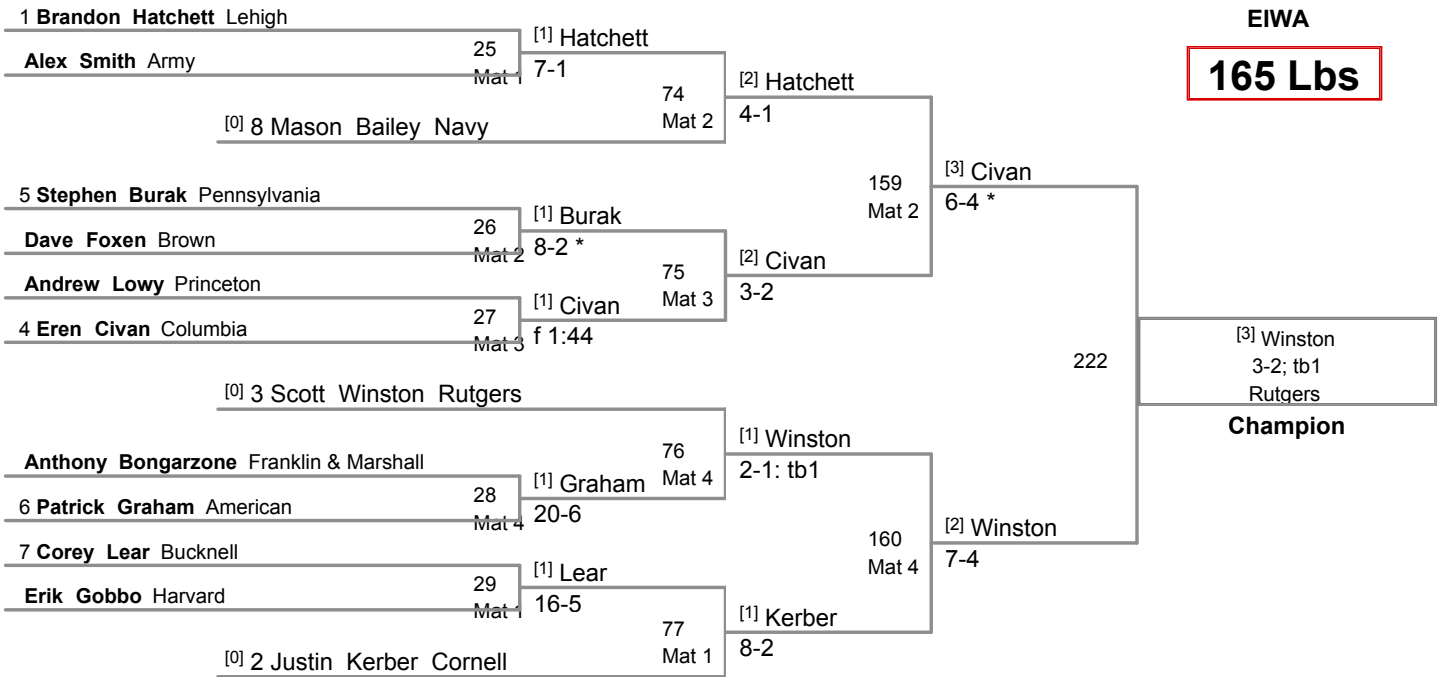 EIWA
165 Lbs
1 Brandon Hatchett Lehigh
Alex Smith Army
25
Mat 1
[1] Hatchett
7-1
[0] 8 Mason Bailey Navy
74
Mat 2
[2] Hatchett
4-1
5 Stephen Burak Pennsylvania
Dave Foxen Brown
26
Mat 2
[1] Burak
8-2 *
Andrew Lowy Princeton
4 Eren Civan Columbia
27
Mat 3
[1] Civan
f 1:44
75
Mat 3
[2] Civan
3-2
159
Mat 2
[3] Civan
6-4 *
[0] 3 Scott Winston Rutgers
Anthony Bongarzone Franklin & Marshall
6 Patrick Graham American
28
Mat 4
[1] Graham
20-6
76
Mat 4
[1] Winston
2-1: tb1
7 Corey Lear Bucknell
Erik Gobbo Harvard
29
Mat 1
[1] Lear
16-5
[0] 2 Justin Kerber Cornell
77
Mat 1
[1] Kerber
8-2
160
Mat 4
[2] Winston
7-4
222
[3] Winston
3-2; tb1
Rutgers
Champion